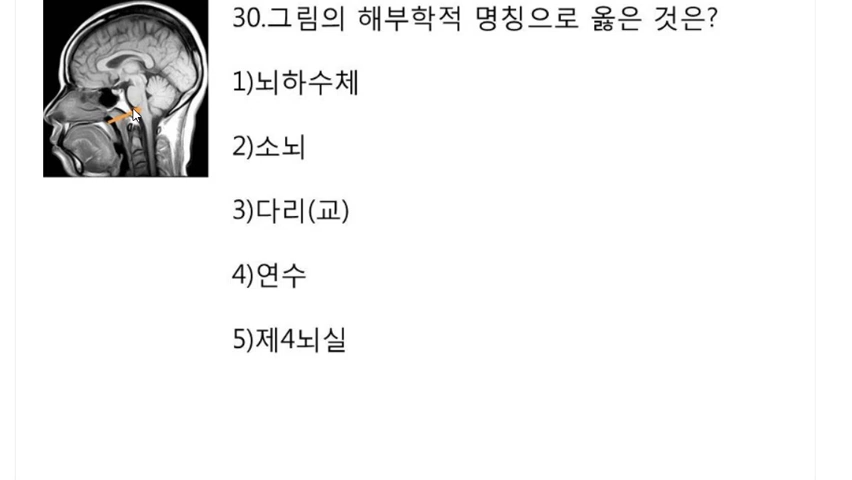 30.그림의 해부학적 명칭으로 옳은 것은?
1)뇌하수체
2)소뇌
3)다리(교)
4)연수
5)제4뇌실